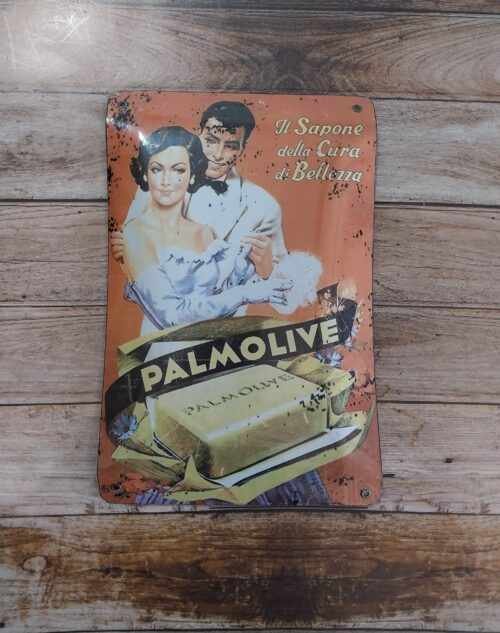 Il Sapone
della Cura
di Bellezza
PALMOLIVE
PALMOLIVE